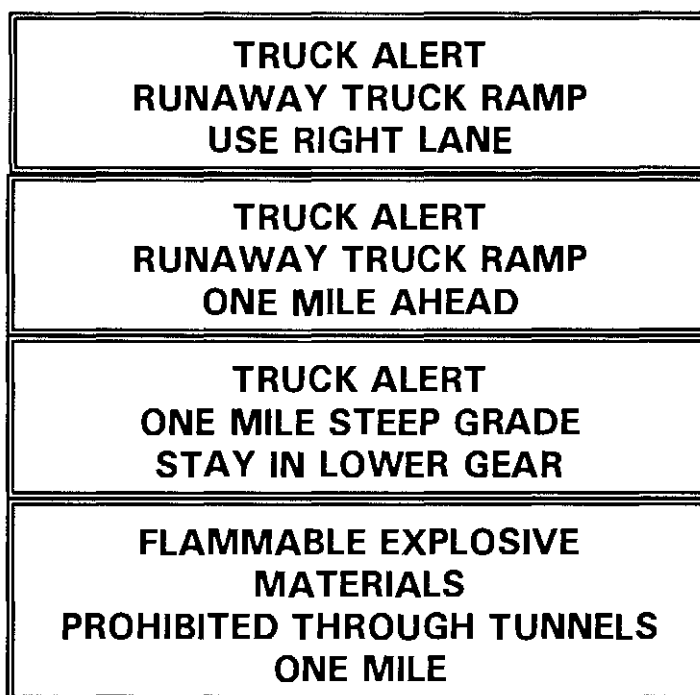 TRUCK ALERT
RUNAWAY TRUCK RAMP
USE RIGHT LANE
TRUCK ALERT
RUNAWAY TRUCK RAMP
ONE MILE AHEAD
TRUCK ALERT
ONE MILE STEEP GRADE
STAY IN LOWER GEAR
FLAMMABLE EXPLOSIVE
MATERIALS
PROHIBITED THROUGH TUNNELS
ONE MILE